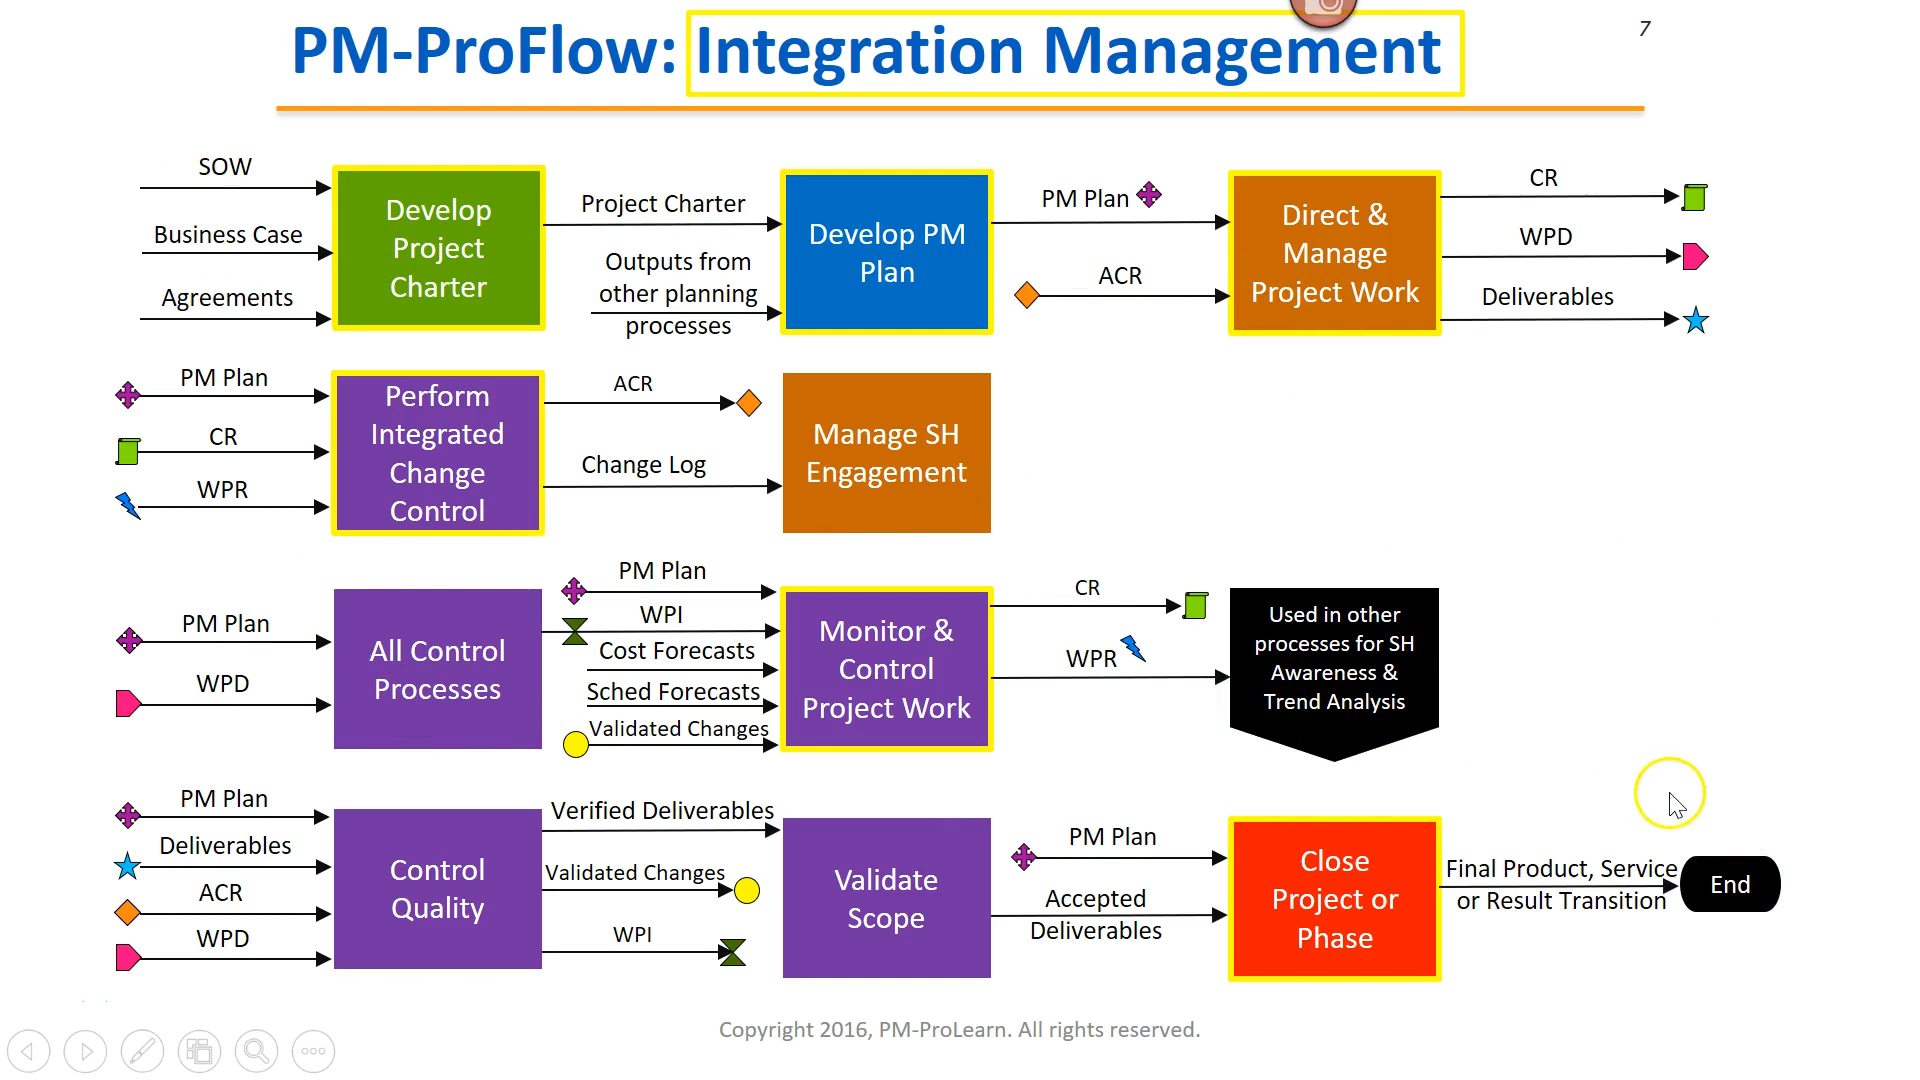 PM-ProFlow: Integration Management
7
SOW
Business Case
Agreements
Develop
Project
Charter
Project Charter
Outputs from
other planning
processes
Develop PM
Plan
PM Plan
ACR
Direct &
Manage
Project Work
CR
WPD
Deliverables
PM Plan
CR
WPR
Perform
Integrated
Change
Control
ACR
Change Log
Manage SH
Engagement
PM Plan
WPD
All Control
Processes
PM Plan
WPI
Cost Forecasts
Sched Forecasts
Validated Changes
Monitor &
Control
Project Work
CR
WPR
Used in other
processes for SH
Awareness &
Trend Analysis
PM Plan
Deliverables
ACR
WPD
Control
Quality
Verified Deliverables
Validated Changes
WPI
Validate
Scope
PM Plan
Accepted
Deliverables
Close
Project or
Phase
Final Product, Service
or Result Transition
End
Copyright 2016, PM-ProLearn. All rights reserved.